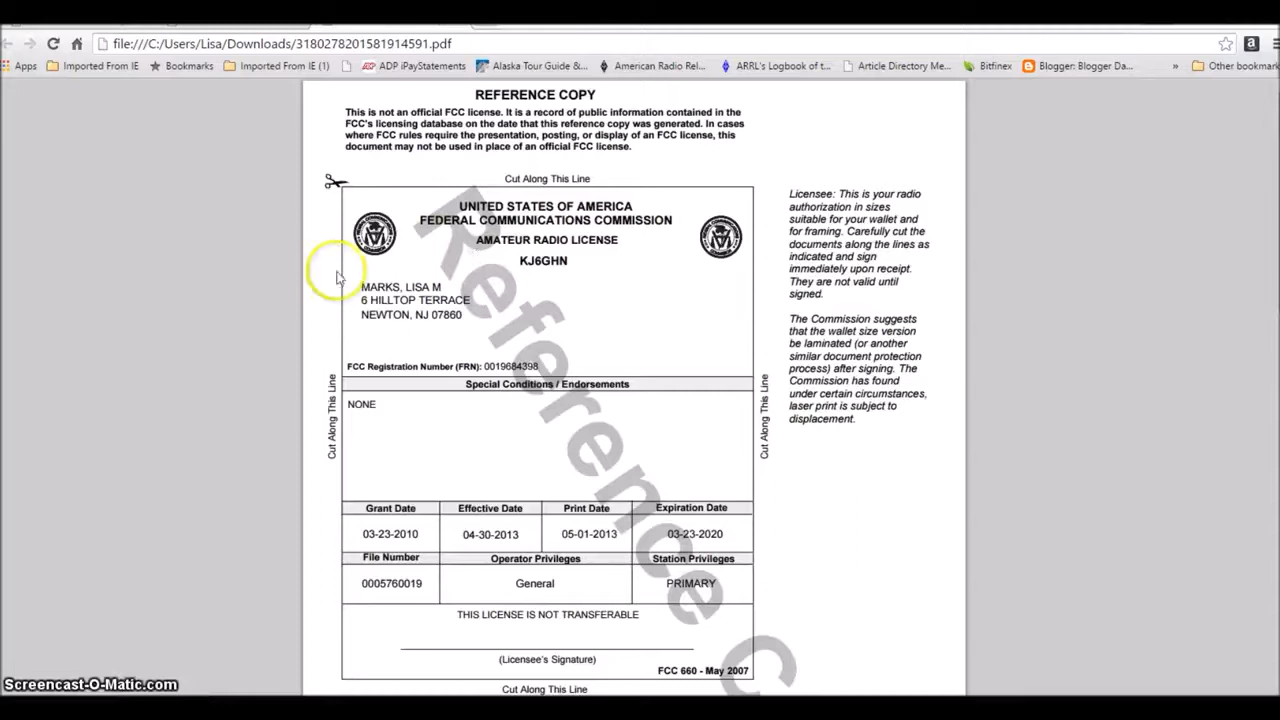 file:///C:/Users/Lisa/Downloads/3180278201581914591.pdf
Apps Imported From IE Bookmarks Imported From IE (1) ADP iPayStatements Alaska Tour Guide &... American Radio Rel... ARRL's Logbook of t... Article Directory Me... Bitfinex Blogger: Blogger Da... » Other bookmark
REFERENCE COPY
This is not an official FCC license. It is a record of public information contained in the
FCC's licensing database on the date that this reference copy was generated. In cases
where FCC rules require the presentation, posting, or display of an FCC license, this
document may not be used in place of an official FCC license.
Cut Along This Line
UNITED STATES OF AMERICA
FEDERAL COMMUNICATIONS COMMISSION
AMATEUR RADIO LICENSE
KJ6GHN
MARKS, LISA M
6 HILLTOP TERRACE
NEWTON, NJ 07860
FCC Registration Number (FRN): 0019684398
Special Conditions / Endorsements
NONE
Cut Along This Line
Cut Along This Line
Grant Date Effective Date Print Date Expiration Date
03-23-2010 04-30-2013 05-01-2013 03-23-2020
File Number Operator Privileges Station Privileges
0005760019 General PRIMARY
THIS LICENSE IS NOT TRANSFERABLE
(Licensee's Signature)
FCC 660 - May 2007
Cut Along This Line
Reference C
Licensee: This is your radio
authorization in sizes
suitable for your wallet and
for framing. Carefully cut the
documents along the lines as
indicated and sign
immediately upon receipt.
They are not valid until
signed.
The Commission suggests
that the wallet size version
be laminated (or another
similar document protection
process) after signing. The
Commission has found
under certain circumstances,
laser print is subject to
displacement.
Screencast-O-Matic.com